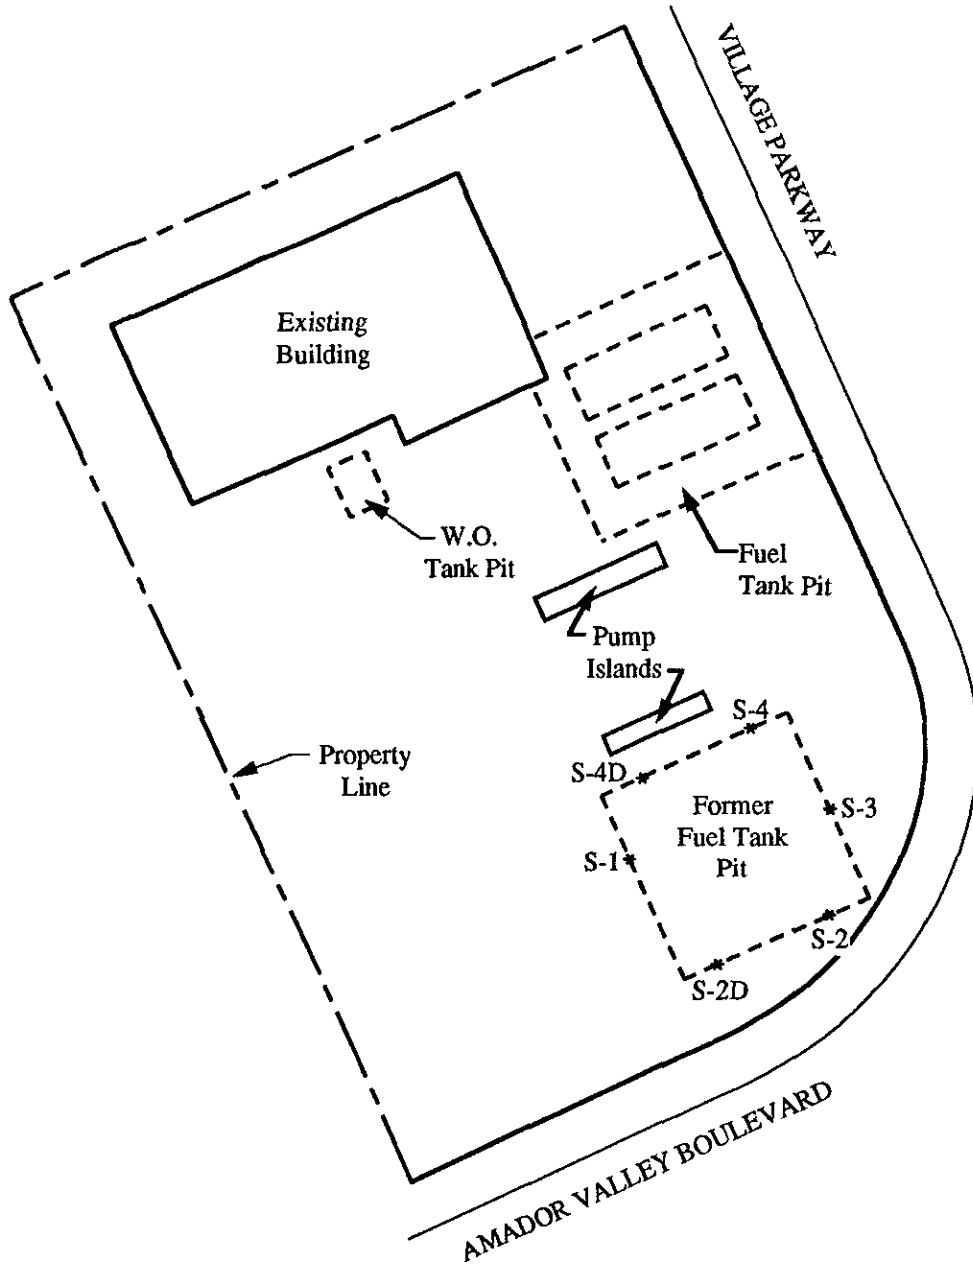 VILLAGE PARKWAY
Existing
Building
W.O.
Tank Pit
Fuel
Tank Pit
Pump
Islands
S-4
Property
Line
S-4D
Former
Fuel Tank
Pit
S-3
S-1
S-2
S-2D
AMADOR VALLEY BOULEVARD